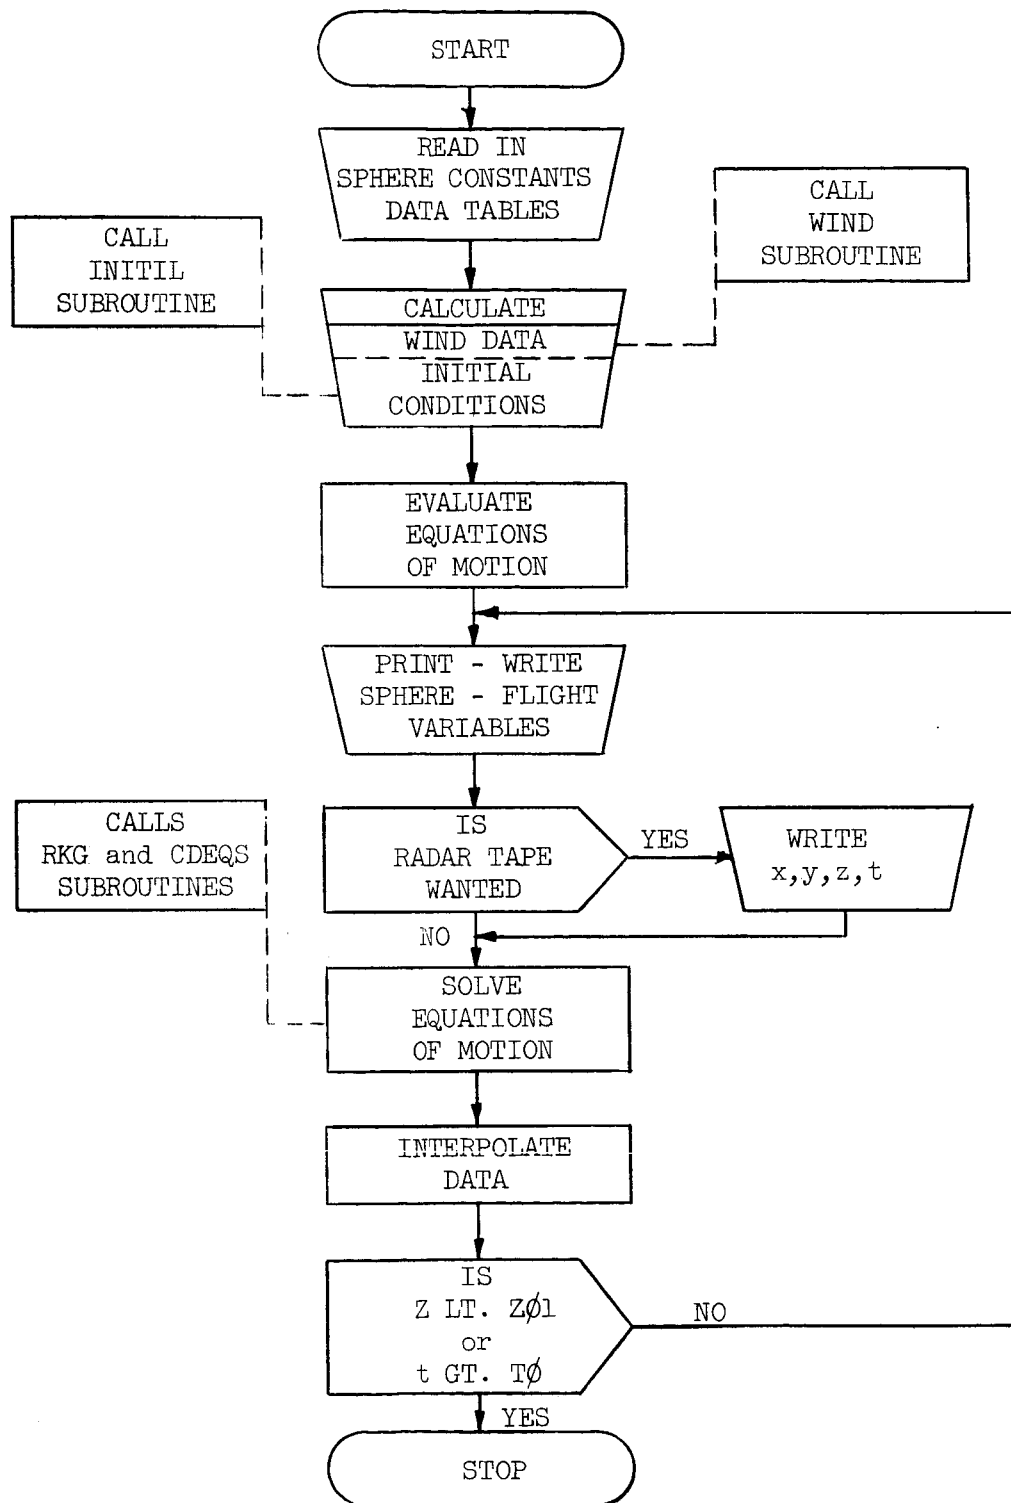 START
READ IN
SPHERE CONSTANTS
DATA TABLES
CALL
WIND
SUBROUTINE
CALL
INITIL
SUBROUTINE
CALCULATE
WIND DATA
INITIAL
CONDITIONS
EVALUATE
EQUATIONS
OF MOTION
PRINT - WRITE
SPHERE - FLIGHT
VARIABLES
CALLS
RKG and CDEQS
SUBROUTINES
IS
RADAR TAPE
WANTED
YES
WRITE
x,y,z,t
NO
SOLVE
EQUATIONS
OF MOTION
INTERPOLATE
DATA
IS
Z LT. ZØ1
or
t GT. TØ
NO
YES
STOP